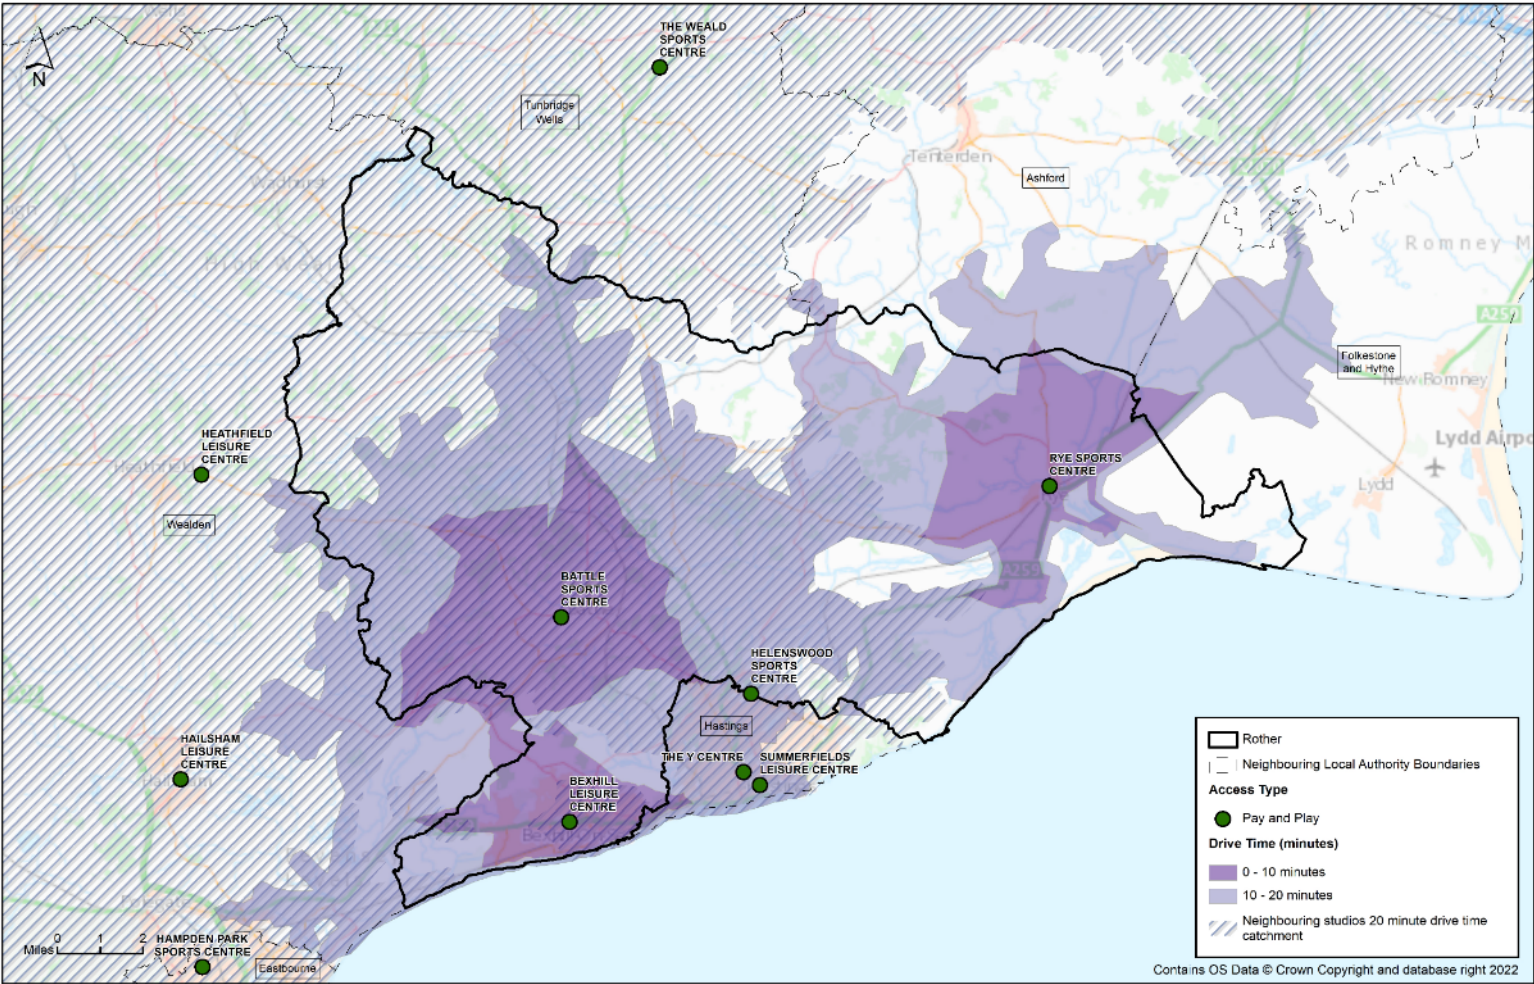 THE WEALD
SPORTS
CENTRE
N
Tunbridge
Wells
Tenterden
Ashford
Romney M
A259
Folkestone
and Hythe
New Romney
HEATHFIELD
LEISURE
CENTRE
Heathfield
Wealden
RYE SPORTS
CENTRE
Lydd Airpo
Lydd
BATTLE
SPORTS
CENTRE
A259
HELENSWOOD
SPORTS
CENTRE
Hastings
HAILSHAM
LEISURE
CENTRE
THE Y CENTRE
SUMMERFIELDS
LEISURE CENTRE
BEXHILL
LEISURE
CENTRE
Polegate
Miles 0 1 2
HAMPDEN PARK
SPORTS CENTRE
Eastbourne
Rother
Neighbouring Local Authority Boundaries
Access Type
Pay and Play
Drive Time (minutes)
0 - 10 minutes
10 - 20 minutes
Neighbouring studios 20 minute drive time
catchment
Contains OS Data © Crown Copyright and database right 2022